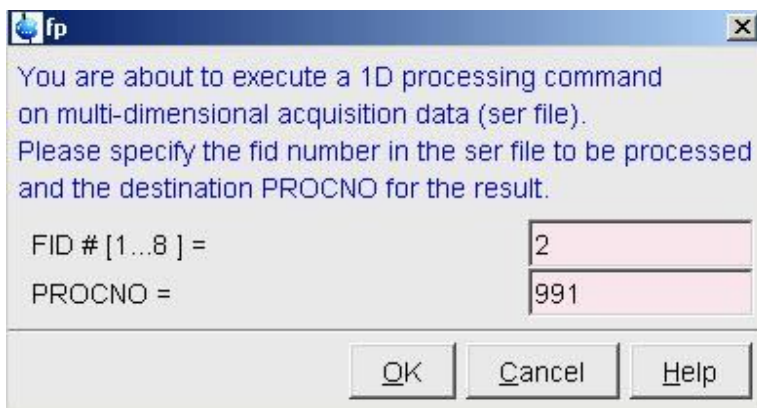 fp
You are about to execute a 1D processing command
on multi-dimensional acquisition data (ser file).
Please specify the fid number in the ser file to be processed
and the destination PROCNO for the result.
FID # [1...8 ] = 2
PROCNO = 991
OK Cancel Help